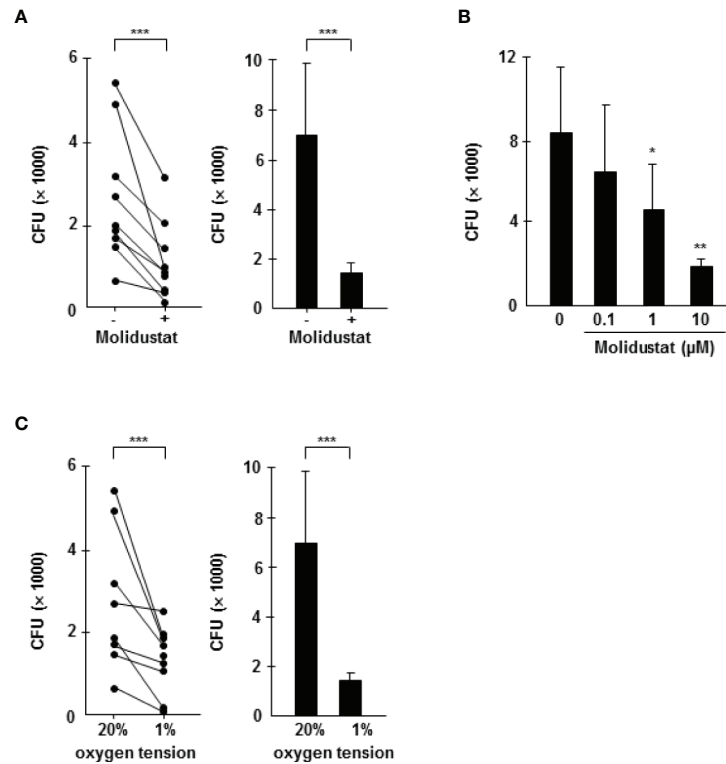 A
***
CFU (× 1000)
6
4
2
0
- +
Molidustat
***
CFU (× 1000)
10
8
6
4
2
0
- +
Molidustat
B
CFU (× 1000)
12
8
4
0
*
**
0 0.1 1 10
Molidustat (µM)
C
***
CFU (× 1000)
6
4
2
0
20% 1%
oxygen tension
***
CFU (× 1000)
10
8
6
4
2
0
20% 1%
oxygen tension